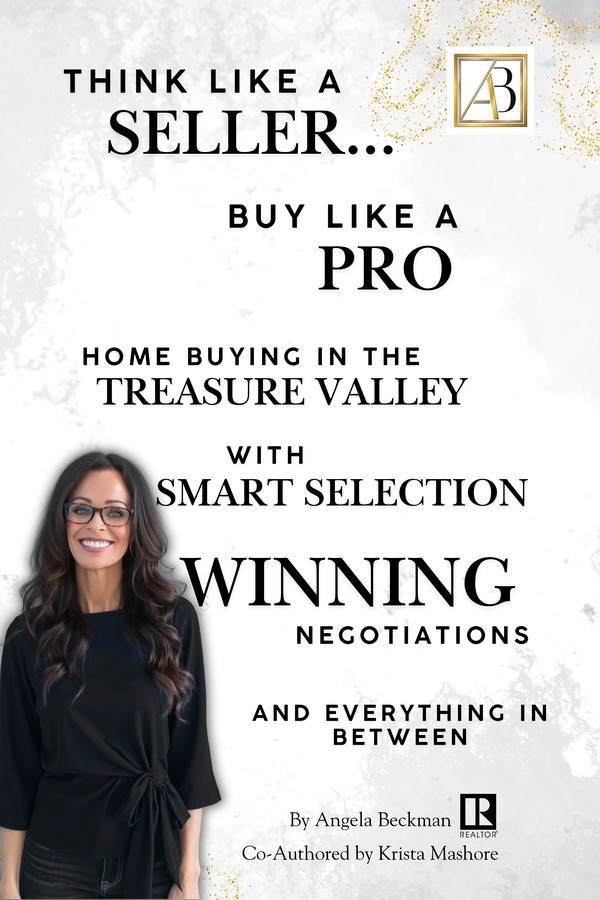 THINK LIKE A
SELLER...
AB
BUY LIKE A
PRO
HOME BUYING IN THE
TREASURE VALLEY
WITH
SMART SELECTION
WINNING
NEGOTIATIONS
AND EVERYTHING IN
BETWEEN
By Angela Beckman
R
REALTOR®
Co-Authored by Krista Mashore